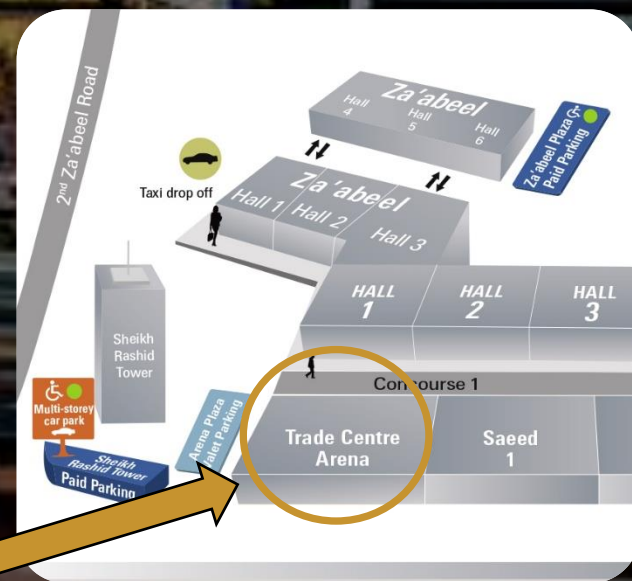 2nd Za'abeel Road
Taxi drop off
Za'abeel
Hall
4
Hall
5
Hall
6
Za'abeel Plaza
Paid Parking
Za'abeel
Hall 1
Hall 2
Hall 3
HALL
1
HALL
2
HALL
3
Sheikh
Rashid
Tower
Concourse 1
Multi-storey
car park
Sheikh
Rashid Tower
Paid Parking
Arena Plaza
Valet Parking
Trade Centre
Arena
Saeed
1